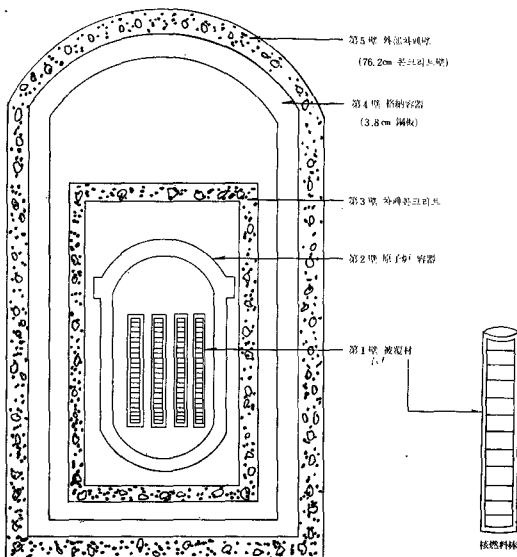 第5壁 外部차폐壁
(76.2cm 콘크리트壁)
第4壁 格納容器
(3.8cm 鋼板)
第3壁 차폐콘크리트
第2壁 原子炉 容器
第1壁 被覆材
核燃料棒